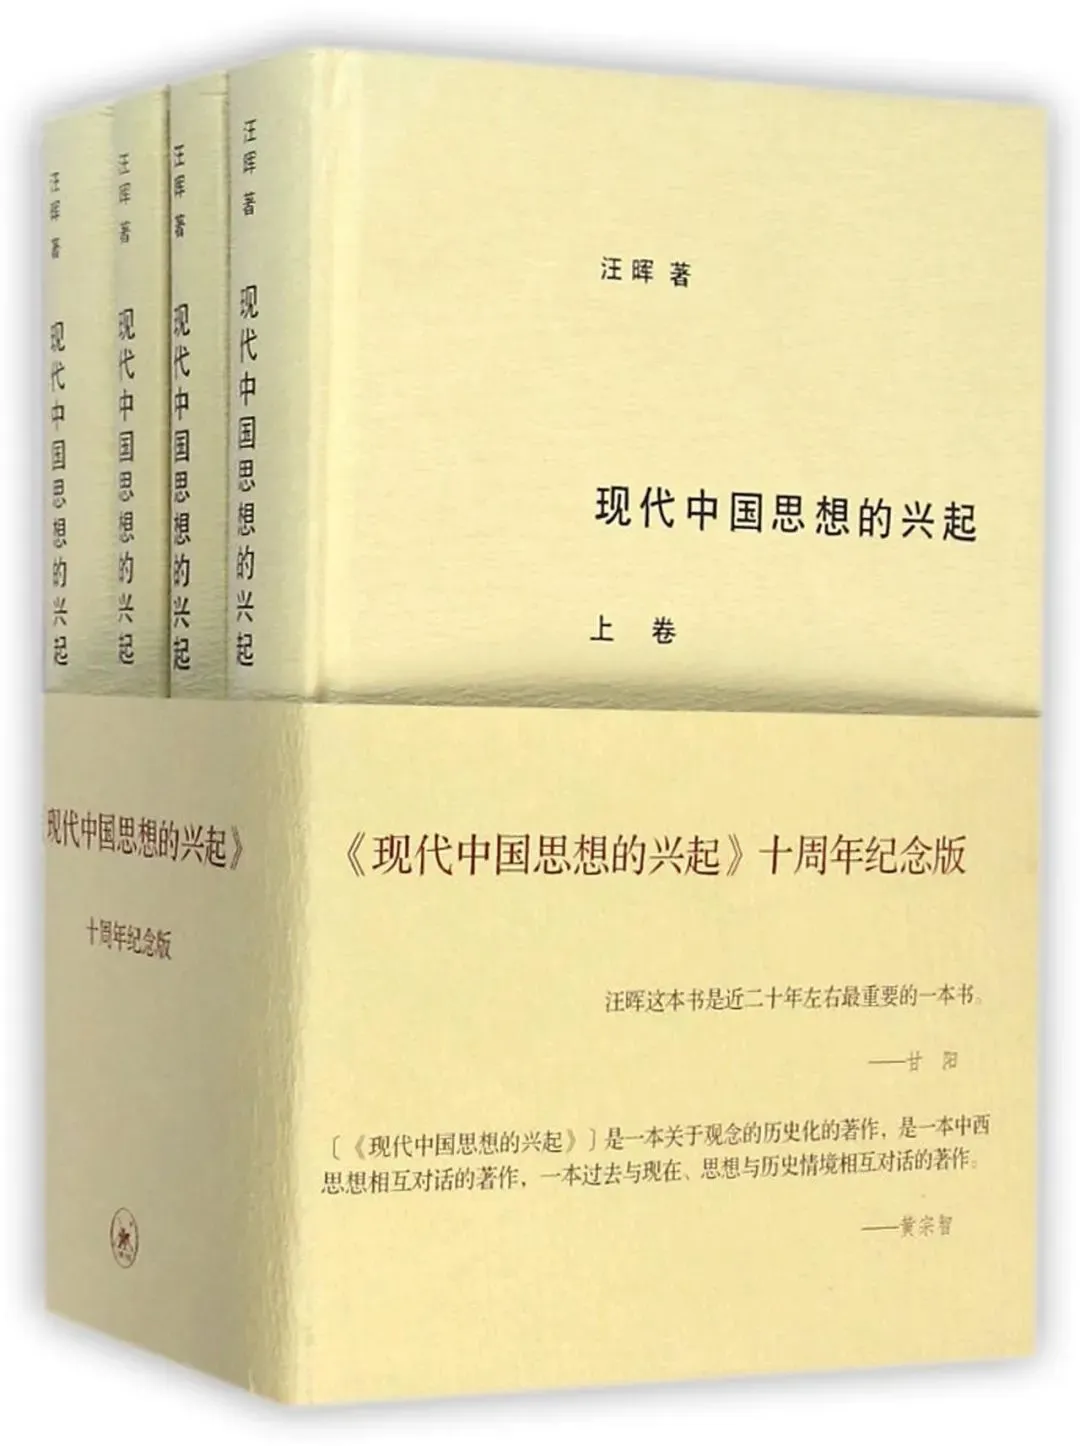 汪晖 著
现代中国思想的兴起
汪晖 著
现代中国思想的兴起
汪晖 著
现代中国思想的兴起
汪晖 著
现代中国思想的兴起
汪晖 著
现代中国思想的兴起
上 卷
现代中国思想的兴起》
十周年纪念版
《现代中国思想的兴起》十周年纪念版
汪晖这本书是近二十年左右最重要的一本书。
——甘 阳
〔《现代中国思想的兴起》〕是一本关于观念的历史化的著作，是一本中西
思想相互对话的著作，一本过去与现在、思想与历史情境相互对话的著作。
——黄宗智